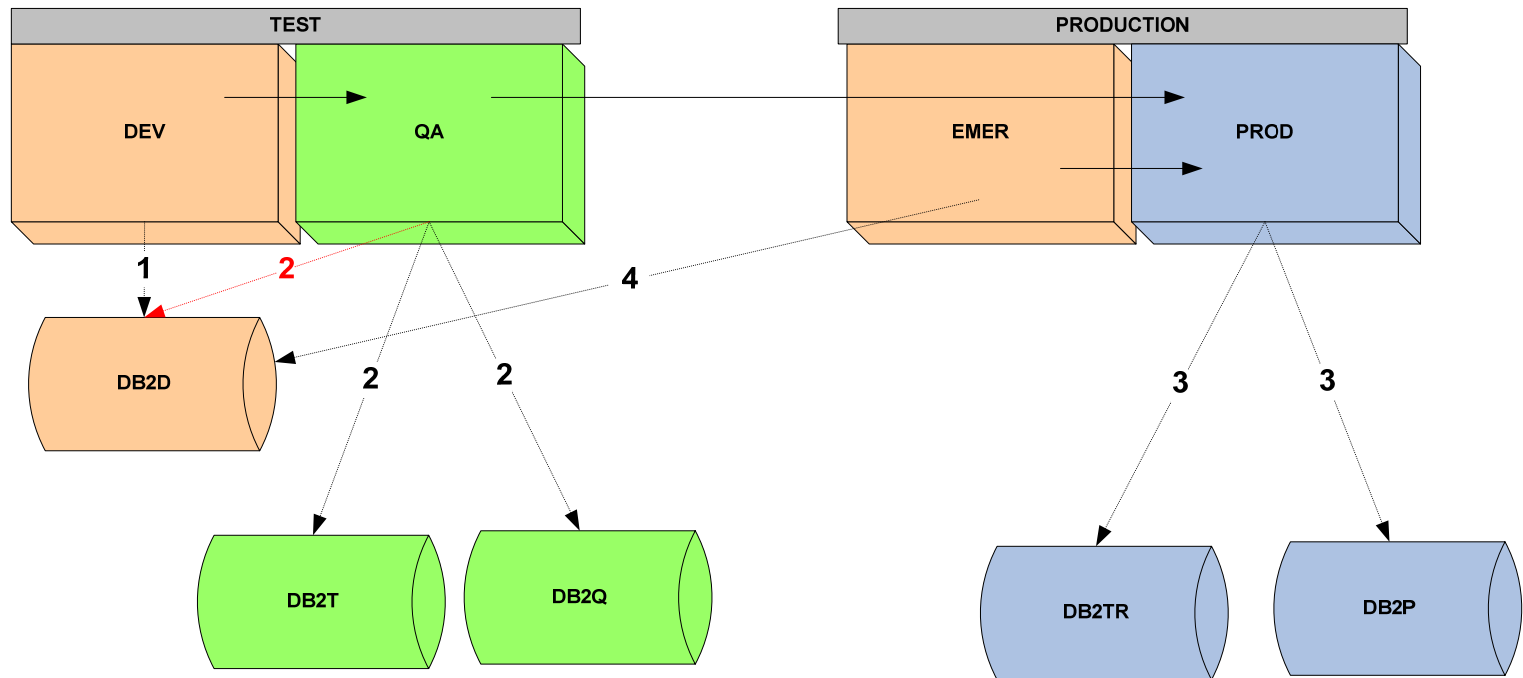 TEST
PRODUCTION
DEV
QA
EMER
PROD
1
2
4
DB2D
2
2
3
3
DB2T
DB2Q
DB2TR
DB2P